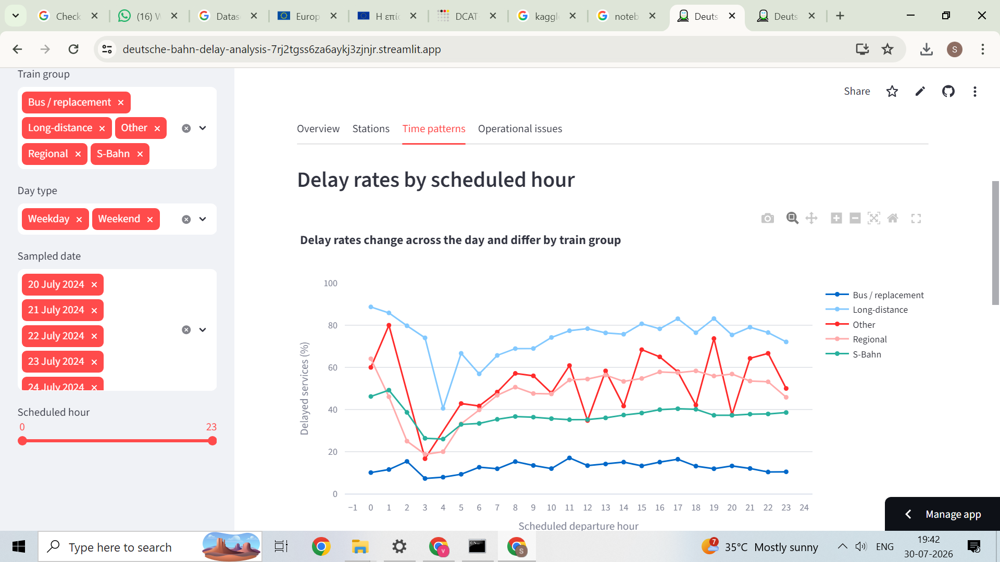 Check
(16) W
Datas
Europ
Η επίσ
DCAT-
kaggl
noteb
Deuts
Deuts
deutsche-bahn-delay-analysis-7rj2tgss6za6aykj3zjnjr.streamlit.app
S
Train group
Bus / replacement
Long-distance Other
Regional S-Bahn
Day type
Weekday Weekend
Sampled date
20 July 2024
21 July 2024
22 July 2024
23 July 2024
24 July 2024
Scheduled hour
0 23
Share
Overview Stations Time patterns Operational issues
Delay rates by scheduled hour
Delay rates change across the day and differ by train group
100
80
60
40
20
0
Delayed services (%)
−1 0 1 2 3 4 5 6 7 8 9 10 11 12 13 14 15 16 17 18 19 20 21 22 23 24
Scheduled departure hour
Bus / replacement
Long-distance
Other
Regional
S-Bahn
Manage app
Type here to search
V
S
7
35°C Mostly sunny
ENG
19:42
30-07-2026